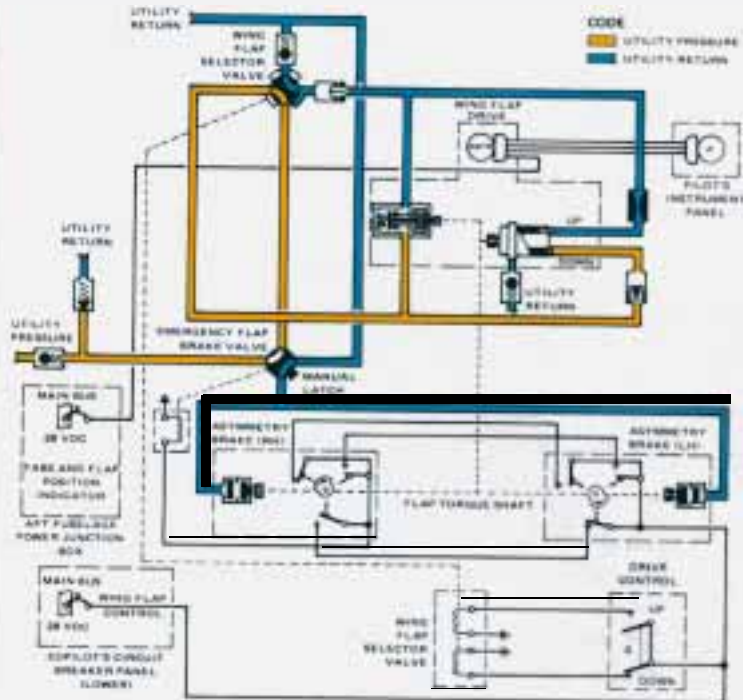 UTILITY
RETURN
WING
FLAP
SELECTOR
VALVE
CODE
UTILITY PRESSURE
UTILITY RETURN
WING FLAP
DRIVE
PILOT'S
INSTRUMENT
PANEL
UP
DOWN
UTILITY
RETURN
UTILITY
RETURN
UTILITY
PRESSURE
EMERGENCY FLAP
BRAKE VALVE
MANUAL
LATCH
MAIN BUS
28 VDC
TABS AND FLAP
POSITION
INDICATOR
AFT FUSELAGE
POWER JUNCTION
BOX
ASYMMETRY
BRAKE (RH)
ASYMMETRY
BRAKE (LH)
FLAP TORQUE SHAFT
MAIN BUS
WING FLAP
CONTROL
28 VDC
COPILOT'S CIRCUIT
BREAKER PANEL
(LOWER)
WING
FLAP
SELECTOR
VALVE
DRIVE
CONTROL
UP
DOWN